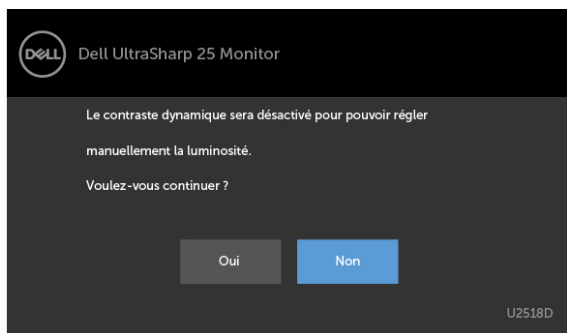 DELL
Dell UltraSharp 25 Monitor
Le contraste dynamique sera désactivé pour pouvoir régler
manuellement la luminosité.
Voulez-vous continuer ?
Oui
Non
U2518D